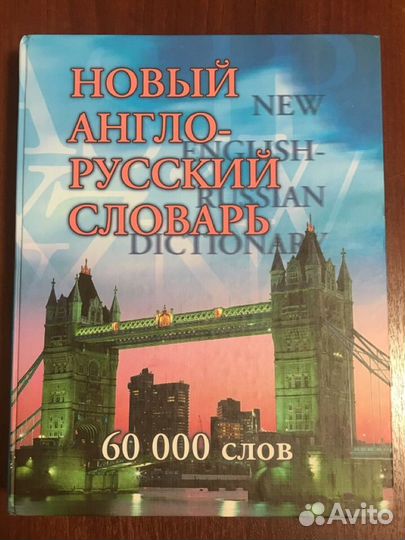 НОВЫЙ
АНГЛО-
РУССКИЙ
СЛОВАРЬ
NEW
ENGLISH-
RUSSIAN
DICTIONARY
60 000 слов
Avito